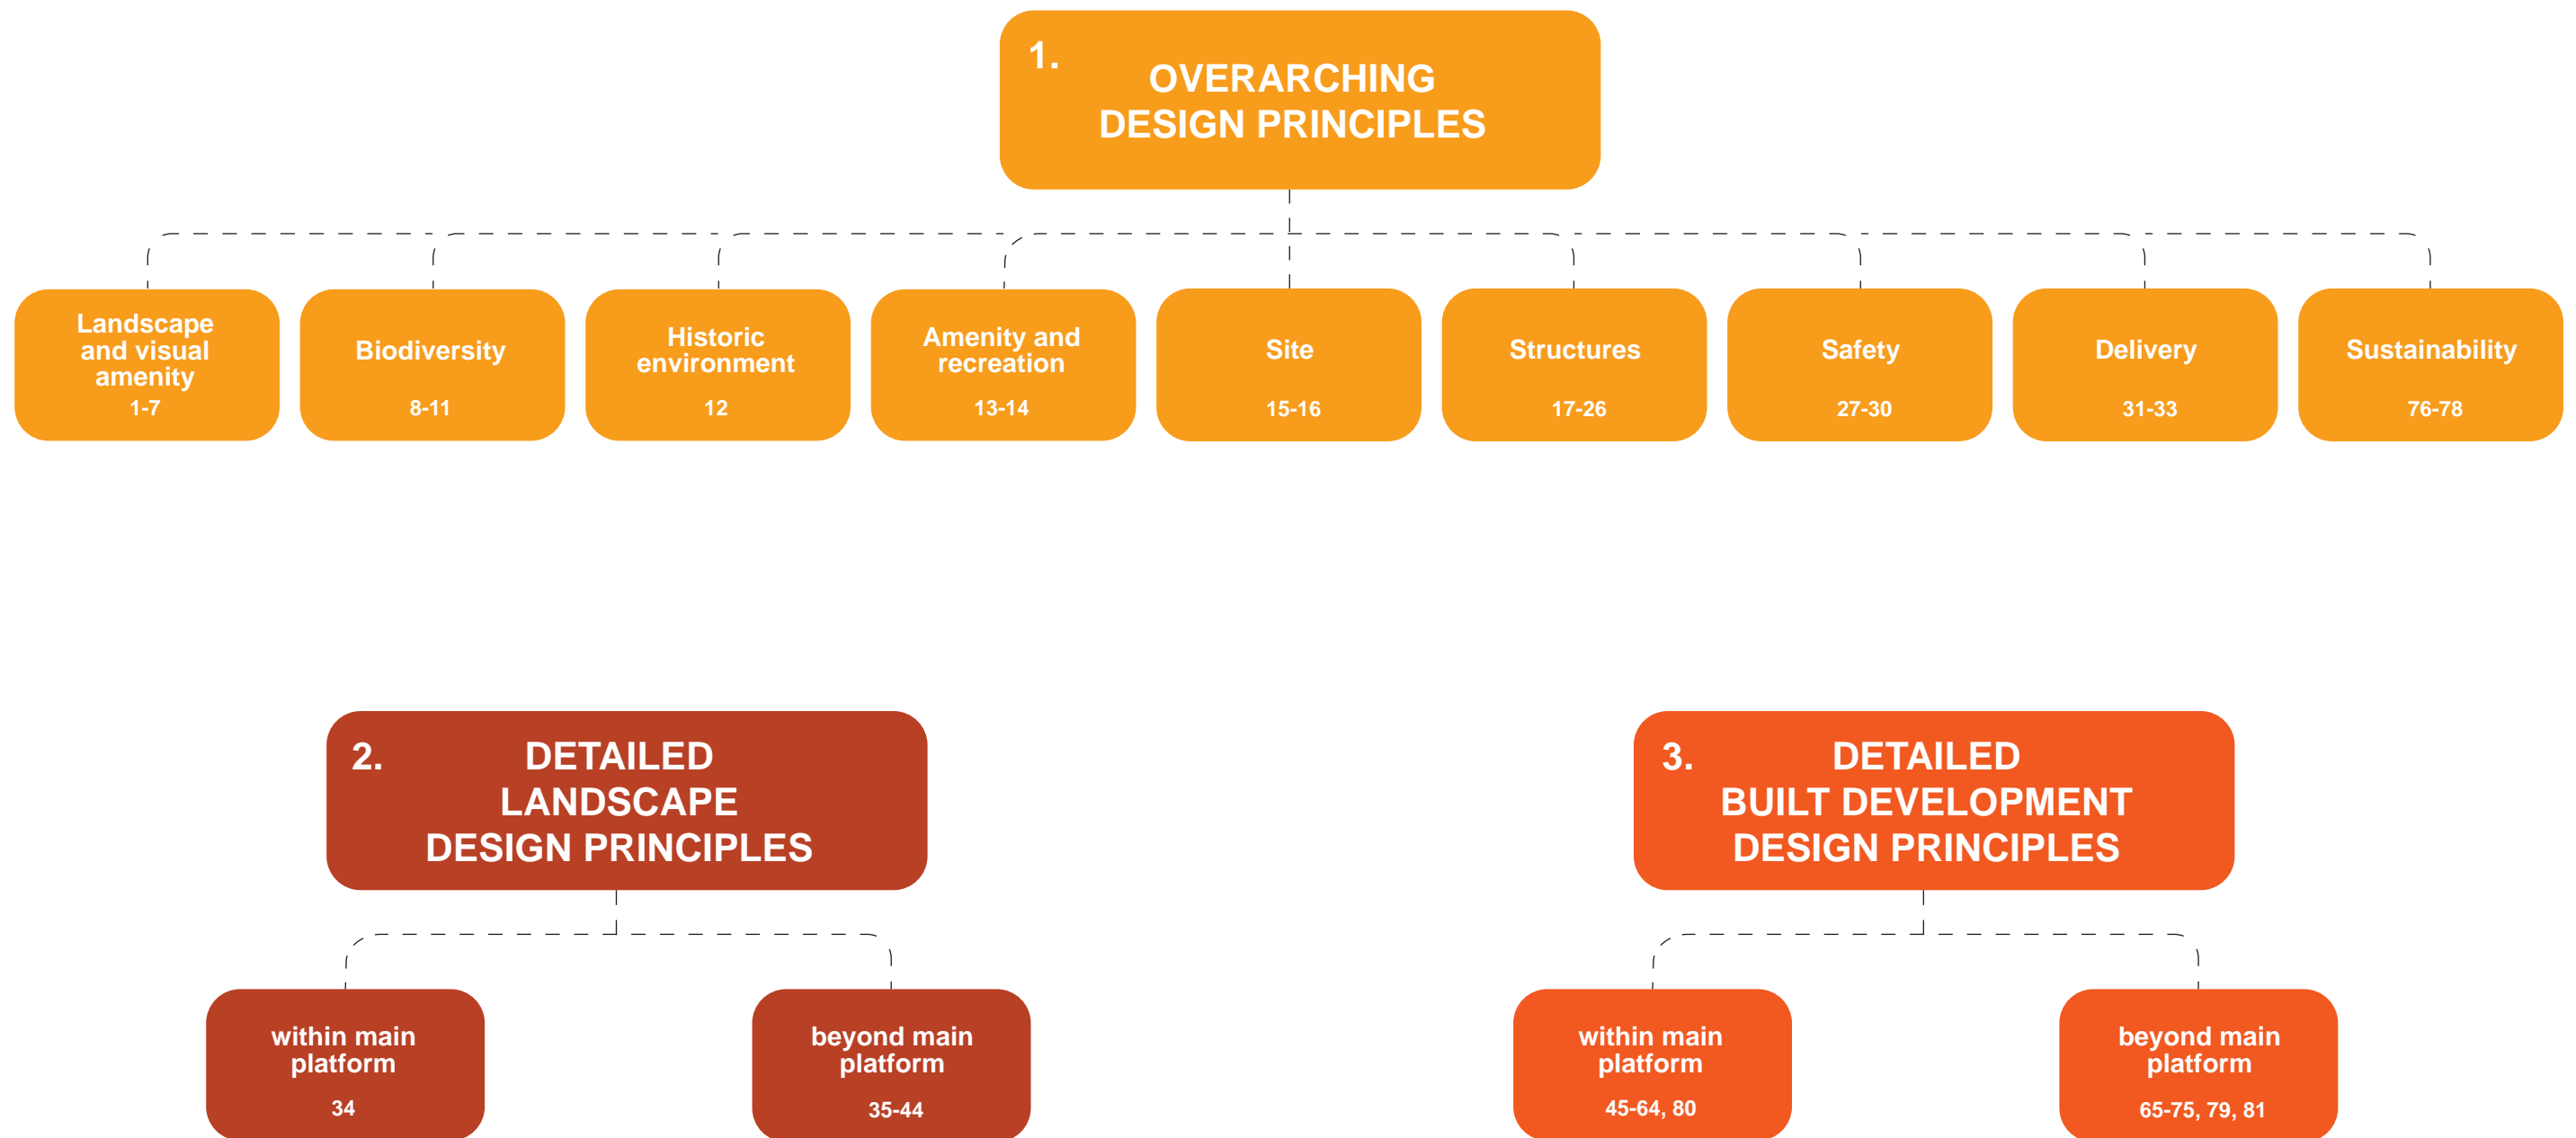 1.
OVERARCHING
DESIGN PRINCIPLES
Landscape
and visual
amenity
1-7
Biodiversity
8-11
Historic
environment
12
Amenity and
recreation
13-14
Site
15-16
Structures
17-26
Safety
27-30
Delivery
31-33
Sustainability
76-78
2.
DETAILED
LANDSCAPE
DESIGN PRINCIPLES
within main
platform
34
beyond main
platform
35-44
3.
DETAILED
BUILT DEVELOPMENT
DESIGN PRINCIPLES
within main
platform
45-64, 80
beyond main
platform
65-75, 79, 81